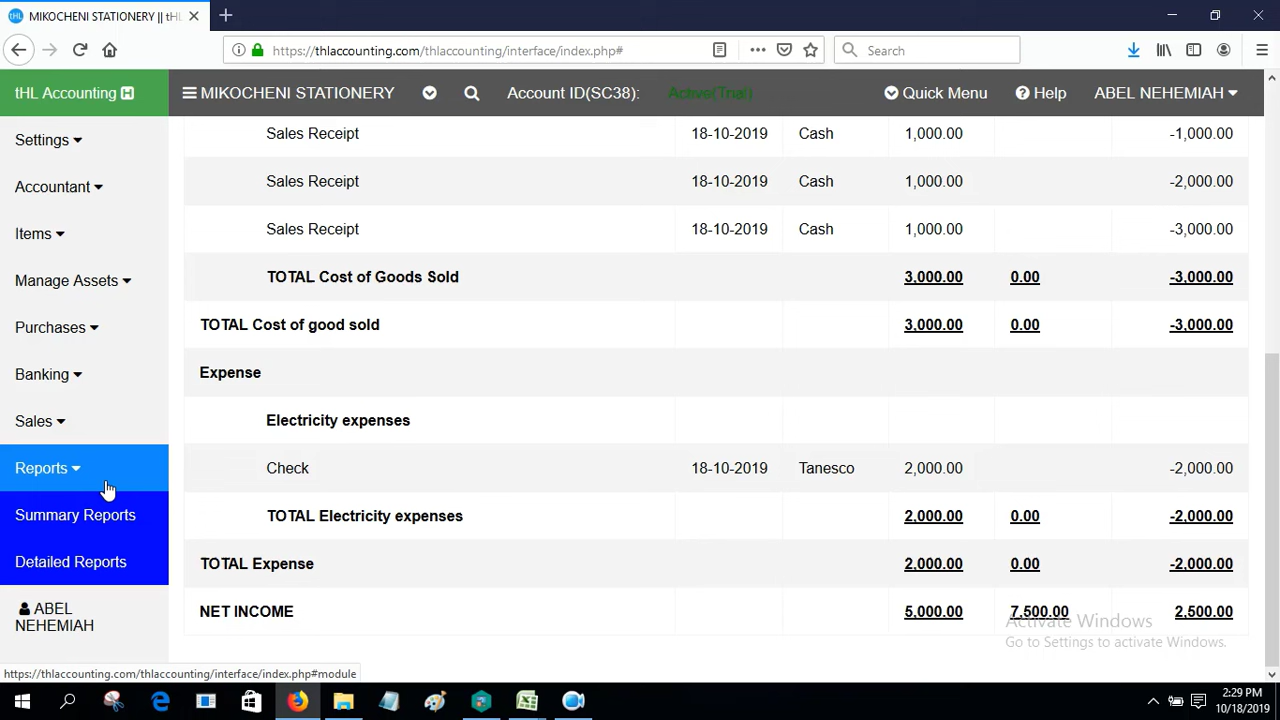 MIKOCHENI STATIONERY || tHL
https://thlaccounting.com/thlaccounting/interface/index.php#
Search
tHL Accounting H
MIKOCHENI STATIONERY
Account ID(SC38):
Active(Trial)
Quick Menu
Help
ABEL NEHEMIAH
Settings
Accountant
Items
Manage Assets
Purchases
Banking
Sales
Reports
Summary Reports
Detailed Reports
ABEL
NEHEMIAH
Sales Receipt 18-10-2019 Cash 1,000.00 -1,000.00
Sales Receipt 18-10-2019 Cash 1,000.00 -2,000.00
Sales Receipt 18-10-2019 Cash 1,000.00 -3,000.00
TOTAL Cost of Goods Sold 3,000.00 0.00 -3,000.00
TOTAL Cost of good sold 3,000.00 0.00 -3,000.00
Expense
Electricity expenses
Check 18-10-2019 Tanesco 2,000.00 -2,000.00
TOTAL Electricity expenses 2,000.00 0.00 -2,000.00
TOTAL Expense 2,000.00 0.00 -2,000.00
NET INCOME 5,000.00 7,500.00 2,500.00
Activate Windows
Go to Settings to activate Windows.
https://thlaccounting.com/thlaccounting/interface/index.php#module
2:29 PM
10/18/2019